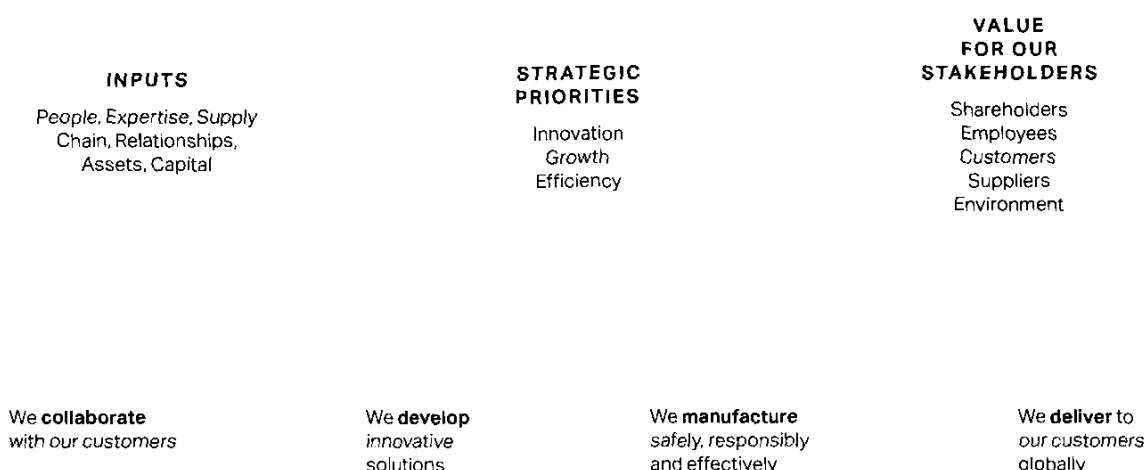 INPUTS
People, Expertise, Supply
Chain, Relationships,
Assets, Capital
STRATEGIC
PRIORITIES
Innovation
Growth
Efficiency
VALUE
FOR OUR
STAKEHOLDERS
Shareholders
Employees
Customers
Suppliers
Environment
We collaborate
with our customers
We develop
innovative
solutions
We manufacture
safely, responsibly
and effectively
We deliver to
our customers
globally